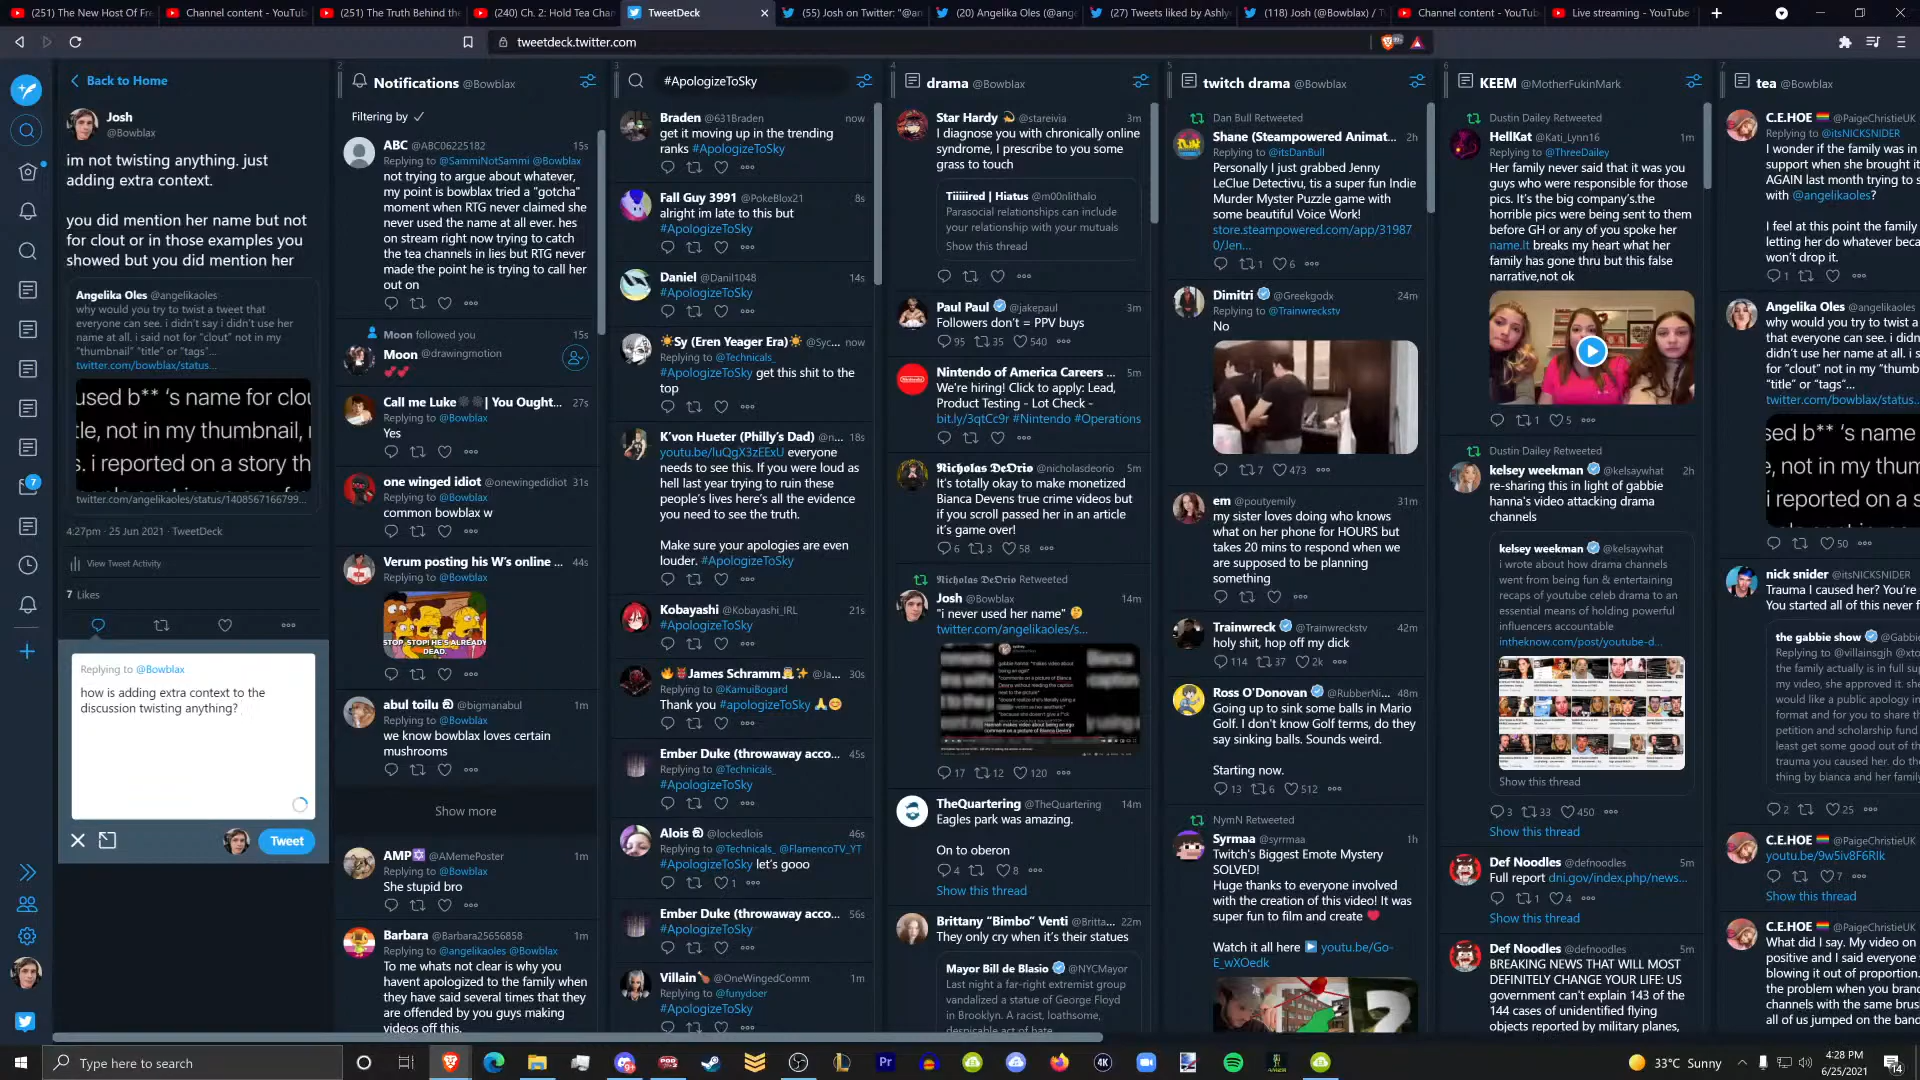 (251) The New Host Of Fr
Channel content - YouTub
(251) The Truth Behind the
(240) Ch. 2: Hold Tea Chan
TweetDeck
(55) Josh on Twitter: "@an
(20) Angelika Oles (@ange
(27) Tweets liked by Ashly
(118) Josh (@Bowblax) / T
Channel content - YouTub
Live streaming - YouTube
tweetdeck.twitter.com
Back to Home
Josh
@Bowblax
im not twisting anything. just
adding extra context.
you did mention her name but not
for clout or in those examples you
showed but you did mention her
Angelika Oles @angelikaoles
why would you try to twist a tweet that
everyone can see. i didn't say i didn't use her
name at all. i said not for "clout" not in my
"thumbnail" "title" or "tags"...
twitter.com/bowblax/status...
used b** 's name for clou
tle, not in my thumbnail, r
s. i reported on a story th
twitter.com/angelikaoles/status/1408567166799...
4:27pm · 25 Jun 2021 · TweetDeck
View Tweet Activity
7 Likes
Replying to @Bowblax
how is adding extra context to the
discussion twisting anything?
Tweet
2
Notifications @Bowblax
Filtering by
ABC @ABC06225182 15s
Replying to @SammiNotSammi @Bowblax
not trying to argue about whatever,
my point is bowblax tried a "gotcha"
moment when RTG never claimed she
never used the name at all ever. hes
on stream right now trying to catch
the tea channels in lies but RTG never
made the point he is trying to call her
out on
Moon followed you 15s
Moon @drawingmotion
Call me Luke | You Ought... 27s
Replying to @Bowblax
Yes
one winged idiot @onewingedidiot 31s
Replying to @Bowblax
common bowblax w
Verum posting his W's online ... 44s
Replying to @Bowblax
STOP, STOP! HE'S ALREADY
DEAD.
abul toilu @bigmanabul 1m
Replying to @Bowblax
we know bowblax loves certain
mushrooms
Show more
AMP @AMemePoster 1m
Replying to @Bowblax
She stupid bro
Barbara @Barbara25656858 1m
Replying to @angelikaoles @Bowblax
To me whats not clear is why you
havent apologized to the family when
they have said several times that they
are offended by you guys making
videos off this.
3
#ApologizeToSky
Braden @631Braden now
get it moving up in the trending
ranks #ApologizeToSky
Fall Guy 3991 @PokeBlox21 8s
alright im late to this but
#ApologizeToSky
Daniel @Danil1048 14s
#ApologizeToSky
Sy (Eren Yeager Era) @Syc... now
Replying to @Technicals_
#ApologizeToSky get this shit to the
top
K'von Hueter (Philly's Dad) @n... 18s
youtu.be/IuQgX3zEExU everyone
needs to see this. If you were loud as
hell last year trying to ruin these
people's lives here's all the evidence
you need to see the truth.
Make sure your apologies are even
louder. #ApologizeToSky
Kobayashi @Kobayashi_IRL 21s
#ApologizeToSky
James Schramm @Ja... 30s
Replying to @KamuiBogard
Thank you #apologizeToSky
Ember Duke (throwaway acco... 45s
Replying to @Technicals_
#ApologizeToSky
Alois @lockedlois 46s
Replying to @Technicals_ @FlamencoTV_YT
#ApologizeToSky let's gooo
1
Ember Duke (throwaway acco... 56s
#ApologizeToSky
Villain @OneWingedComm 1m
Replying to @funydoer
#ApologizeToSky
4
drama @Bowblax
Star Hardy @stareivia 3m
I diagnose you with chronically online
syndrome, I prescribe to you some
grass to touch
Tiiiiired | Hiatus @m00nlithalo
Parasocial relationships can include
your relationship with your mutuals
Show this thread
Paul Paul @jakepaul 3m
Followers don't = PPV buys
95 35 540
Nintendo of America Careers ... 5m
We're hiring! Click to apply: Lead,
Product Testing - Lot Check -
bit.ly/3qtCc9r #Nintendo #Operations
Nicholas DeOrio @nicholasdeorio 5m
It's totally okay to make monetized
Bianca Devens true crime videos but
if you scroll passed her in an article
it's game over!
6 3 58
Nicholas DeOrio Retweeted
Josh @Bowblax 14m
"i never used her name"
twitter.com/angelikaoles/s...
17 12 120
TheQuartering @TheQuartering 14m
Eagles park was amazing.
On to oberon
4 8
Show this thread
Brittany "Bimbo" Venti @Britta... 22m
They only cry when it's their statues
Mayor Bill de Blasio @NYCMayor
Last night a far-right extremist group
vandalized a statue of George Floyd
in Brooklyn. A racist, loathsome,
despicable act of hate.
5
twitch drama @Bowblax
Dan Bull Retweeted
Shane (Steampowered Animat... 2h
Replying to @itsDanBull
Personally I just grabbed Jenny
LeClue Detectivu, tis a super fun Indie
Murder Myster Puzzle game with
some beautiful Voice Work!
store.steampowered.com/app/31987
0/Jen...
1 6
Dimitri @Greekgodx 24m
Replying to @Trainwreckstv
No
7 473
em @poutyemily 31m
my sister loves doing who knows
what on her phone for HOURS but
takes 20 mins to respond when we
are supposed to be planning
something
Trainwreck @Trainwreckstv 42m
holy shit, hop off my dick
114 37 2k
Ross O'Donovan @RubberNi... 48m
Going up to sink some balls in Mario
Golf. I don't know Golf terms, do they
say sinking balls. Sounds weird.
Starting now.
13 6 512
NymN Retweeted
Syrmaa @syrrmaa 1h
Twitch's Biggest Emote Mystery
SOLVED!
Huge thanks to everyone involved
with the creation of this video! It was
super fun to film and create
Watch it all here youtu.be/Go-
E_wXOedk
6
KEEM @MotherFukinMark
Dustin Dailey Retweeted
HellKat @Kati_Lynn16 1m
Replying to @ThreeDailey
Her family never said that it was you
guys who were responsible for those
pics. It's the big company's.the
horrible pics were being sent to them
before GH or any of you spoke her
name.It breaks my heart what her
family has gone thru but this false
narrative,not ok
1 5
Dustin Dailey Retweeted
kelsey weekman @kelsaywhat 2h
re-sharing this in light of gabbie
hanna's video attacking drama
channels
kelsey weekman @kelsaywhat
i wrote about how drama channels
went from being fun & entertaining
recaps of youtube celeb drama to an
essential means of holding powerful
influencers accountable
intheknow.com/post/youtube-d...
Show this thread
3 33 450
Show this thread
Def Noodles @defnoodles 5m
Full report dni.gov/index.php/news...
1 4
Show this thread
Def Noodles @defnoodles 5m
BREAKING NEWS THAT WILL MOST
DEFINITELY CHANGE YOUR LIFE: US
government can't explain 143 of the
144 cases of unidentified flying
objects reported by military planes,
7
tea @Bowblax
C.E.HOE @PaigeChristieUK
Replying to @itsNICKSNIDER
I wonder if the family was in
support when she brought it
AGAIN last month trying to s
with @angelikaoles?
I feel at this point the family
letting her do whatever beca
won't drop it.
1
Angelika Oles @angelikaoles
why would you try to twist a
tweet that everyone can see. i s
didn't say i didn't use her
for "clout" not in my "thumb
"title" or "tags"...
twitter.com/bowblax/status...
sed b** 's name
, not in my thum
i reported on a s
50
nick snider @itsNICKSNIDER
Trauma I caused her? You're
You started all of this never f
the gabbie show @Gabbi
Replying to @villainsgjh @xto
the family actually is in full sup
my video, she approved it. she
would like a public apology in
format and for you to share th
petition and scholarship fund
least get some good out of th
trauma you caused her. do the
thing by bianca and her family
2 25
C.E.HOE @PaigeChristieUK
youtu.be/9w5iv8F6RIk
7
Show this thread
C.E.HOE @PaigeChristieUK
What did I say. My video on
positive and I said everyone
blowing it out of proportion.
the problem when you branc
channels with the same brus
all of us jumped on the band
7
Type here to search
33°C Sunny
4:28 PM
6/25/2021
14